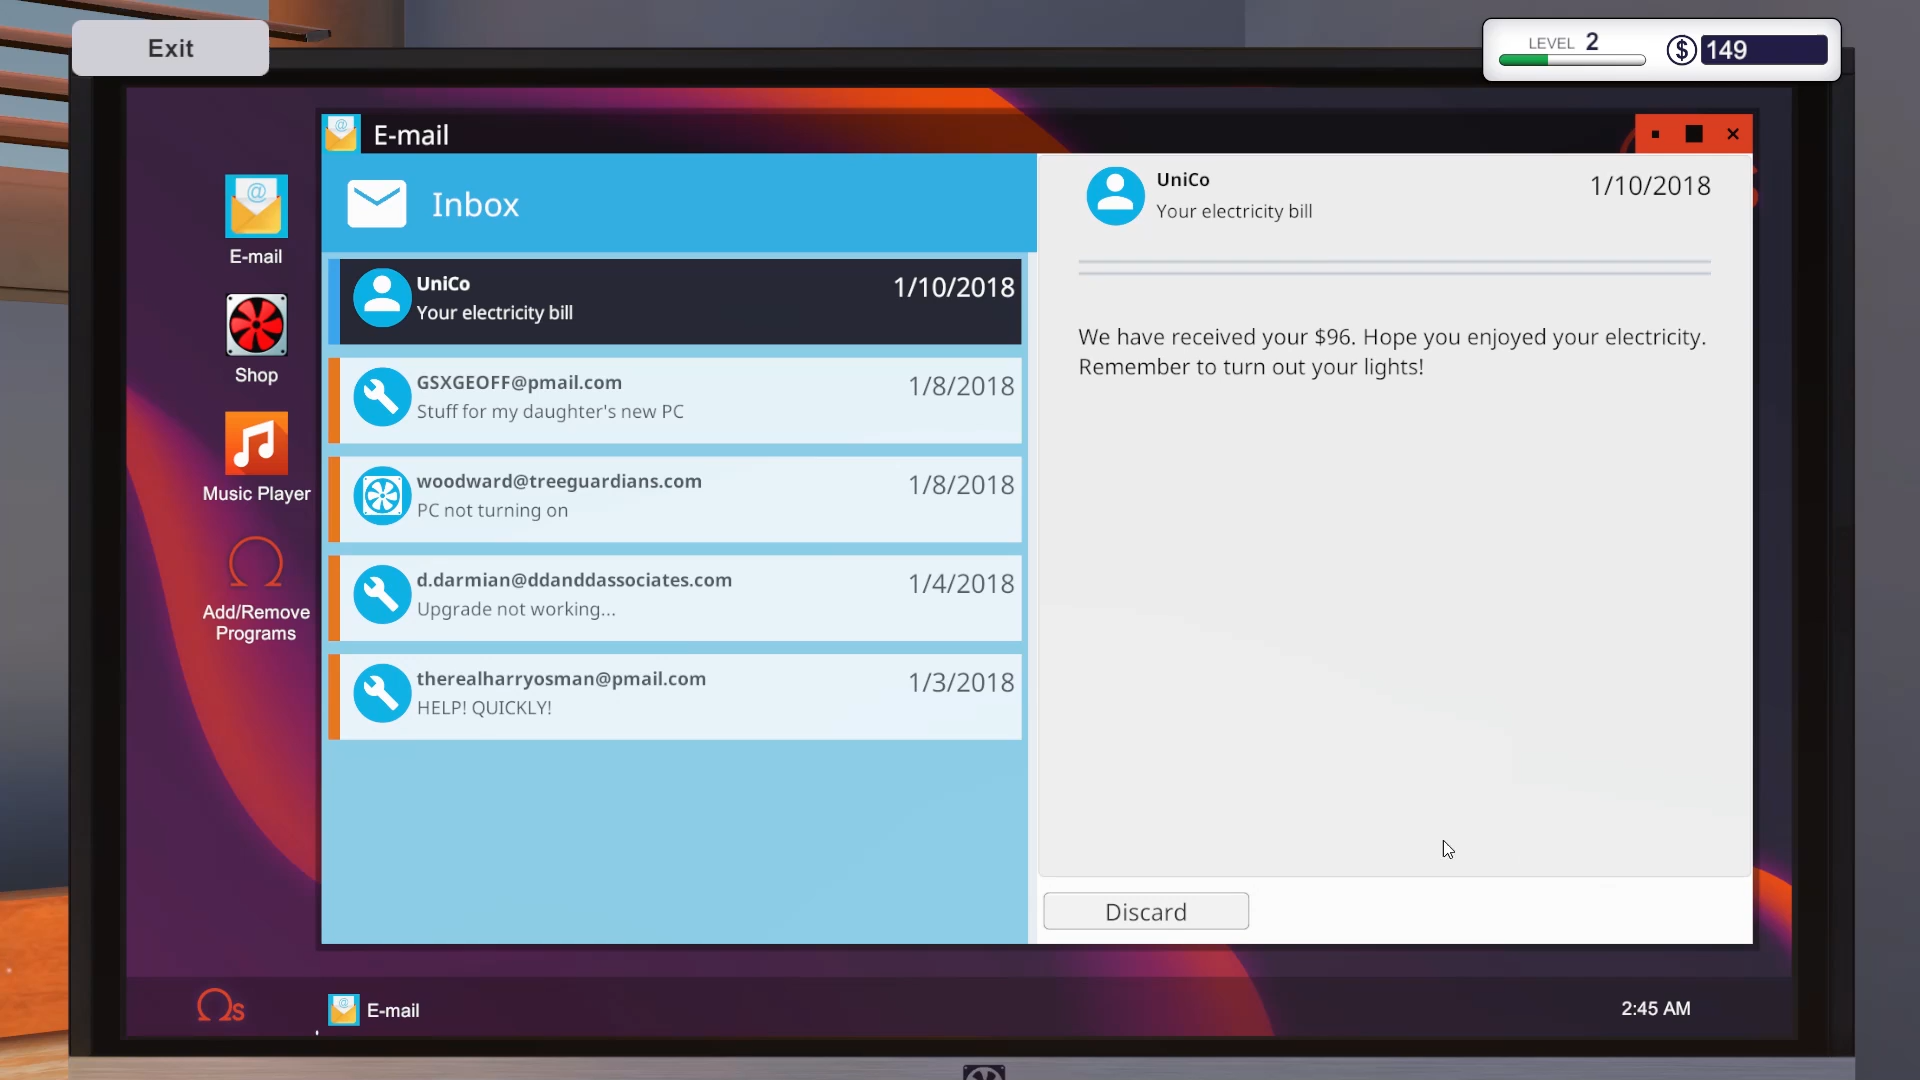 Exit
LEVEL 2
$ 149
E-mail
E-mail
Shop
Music Player
Add/Remove
Programs
Inbox
UniCo
Your electricity bill
1/10/2018
GSXGEOFF@pmail.com
Stuff for my daughter's new PC
1/8/2018
woodward@treeguardians.com
PC not turning on
1/8/2018
d.darmian@ddanddassociates.com
Upgrade not working...
1/4/2018
therealharryosman@pmail.com
HELP! QUICKLY!
1/3/2018
UniCo
Your electricity bill
1/10/2018
We have received your $96. Hope you enjoyed your electricity.
Remember to turn out your lights!
Discard
Ωs
E-mail
2:45 AM